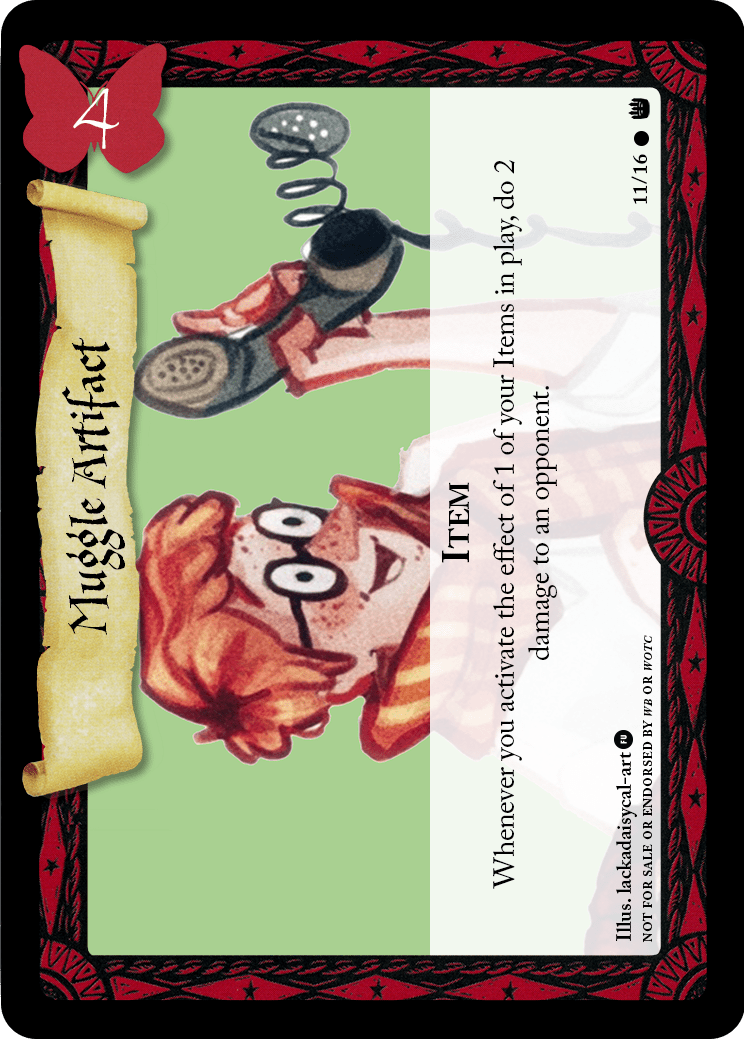 4
Muggle Artifact
ITEM
Whenever you activate the effect of 1 of your Items in play, do 2
damage to an opponent.
Illus. lackadaisycal-art FU
NOT FOR SALE OR ENDORSED BY WB OR WOTC
11/16